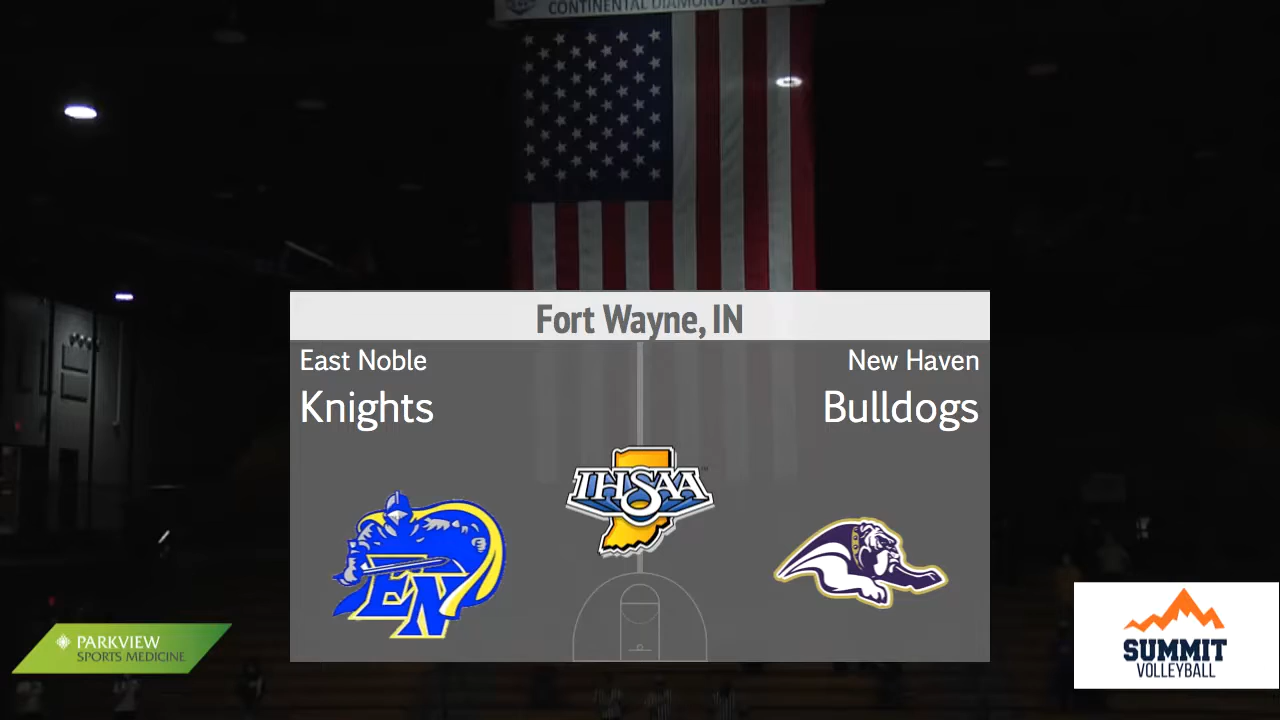 CONTINENTAL DIAMOND TOOL
Fort Wayne, IN
East Noble
Knights
New Haven
Bulldogs
IHSAA
EN
PARKVIEW
SPORTS MEDICINE
SUMMIT
VOLLEYBALL